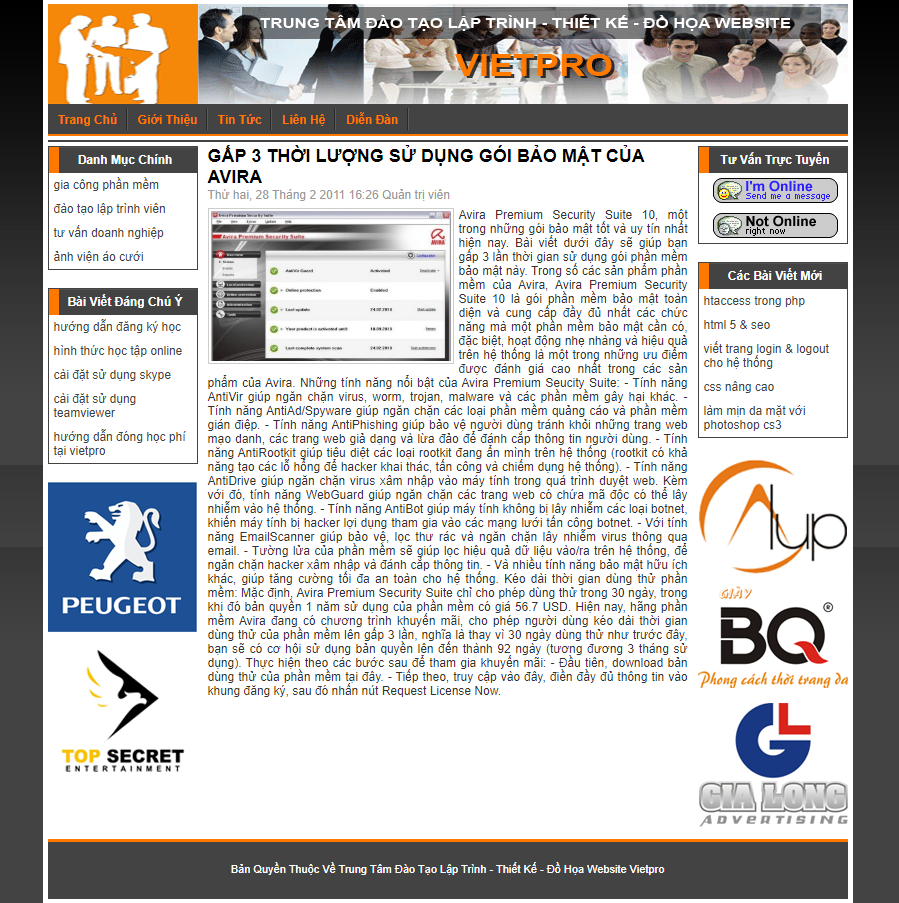 TRUNG TÂM ĐÀO TẠO LẬP TRÌNH - THIẾT KẾ - ĐỒ HỌA WEBSITE
VIETPRO
Trang Chủ
Giới Thiệu
Tin Tức
Liên Hệ
Diễn Đàn
Danh Mục Chính
gia công phần mềm
đào tạo lập trình viên
tư vấn doanh nghiệp
ảnh viện áo cưới
Bài Viết Đáng Chú Ý
hướng dẫn đăng ký học
hình thức học tập online
cài đặt sử dụng skype
cài đặt sử dụng
teamviewer
hướng dẫn đóng học phí
tại vietpro
PEUGEOT
TOP SECRET
ENTERTAINMENT
GẤP 3 THỜI LƯỢNG SỬ DỤNG GÓI BẢO MẬT CỦA
AVIRA
Thứ hai, 28 Tháng 2 2011 16:26 Quản trị viên
Avira Premium Security Suite
AVIRA
AntiVir Guard
Activated
Online protection
Enabled
Last update
24.02.2010
Your product is activated until
Last complete system scan
24.02.2010
Avira Premium Security Suite 10, một
trong những gói bảo mật tốt và uy tín nhất
hiện nay. Bài viết dưới đây sẽ giúp bạn
gấp 3 lần thời gian sử dụng gói phần mềm
bảo mật này. Trong số các sản phẩm phần
mềm của Avira, Avira Premium Security
Suite 10 là gói phần mềm bảo mật toàn
diện và cung cấp đầy đủ nhất các chức
năng mà một phần mềm bảo mật cần có,
đặc biệt, hoạt động nhẹ nhàng và hiệu quả
trên hệ thống là một trong những ưu điểm
được đánh giá cao nhất trong các sản
phẩm của Avira. Những tính năng nổi bật của Avira Premium Seucity Suite: - Tính năng
AntiVir giúp ngăn chặn virus, worm, trojan, malware và các phần mềm gây hại khác. -
Tính năng AntiAd/Spyware giúp ngăn chặn các loại phần mềm quảng cáo và phần mềm
gián điệp. - Tính năng AntiPhishing giúp bảo vệ người dùng tránh khỏi những trang web
mạo danh, các trang web giả dạng và lừa đảo để đánh cắp thông tin người dùng. - Tính
năng AntiRootkit giúp tiêu diệt các loại rootkit đang ẩn mình trên hệ thống (rootkit có khả
năng tạo các lỗ hổng để hacker khai thác, tấn công và chiếm dụng hệ thống). - Tính năng
AntiDrive giúp ngăn chặn virus xâm nhập vào máy tính trong quá trình duyệt web. Kèm
với đó, tính năng WebGuard giúp ngăn chặn các trang web có chứa mã độc có thể lây
nhiễm vào hệ thống. - Tính năng AntiBot giúp máy tính không bị lây nhiễm các loại botnet,
khiến máy tính bị hacker lợi dụng tham gia vào các mạng lưới tấn công botnet. - Với tính
năng EmailScanner giúp bảo vệ, lọc thư rác và ngăn chặn lây nhiễm virus thông qua
email. - Tường lửa của phần mềm sẽ giúp lọc hiệu quả dữ liệu vào/ra trên hệ thống, để
ngăn chặn hacker xâm nhập và đánh cắp thông tin. - Và nhiều tính năng bảo mật hữu ích
khác, giúp tăng cường tối đa an toàn cho hệ thống. Kéo dài thời gian dùng thử phần
mềm: Mặc định, Avira Premium Security Suite chỉ cho phép dùng thử trong 30 ngày, trong
khi đó bản quyền 1 năm sử dụng của phần mềm có giá 56.7 USD. Hiện nay, hãng phần
mềm Avira đang có chương trình khuyến mãi, cho phép người dùng kéo dài thời gian
dùng thử của phần mềm lên gấp 3 lần, nghĩa là thay vì 30 ngày dùng thử như trước đây,
bạn sẽ có cơ hội sử dụng bản quyền lên đến thành 92 ngày (tương đương 3 tháng sử
dụng). Thực hiện theo các bước sau để tham gia khuyến mãi: - Đầu tiên, download bản
dùng thử của phần mềm tại đây. - Tiếp theo, truy cập vào đây, điền đầy đủ thông tin vào
khung đăng ký, sau đó nhấn nút Request License Now.
Tư Vấn Trực Tuyến
I'm Online
Send me a message
Not Online
right now
Các Bài Viết Mới
htaccess trong php
html 5 & seo
viết trang login & logout
cho hệ thống
css nâng cao
làm mịn da mặt với
photoshop cs3
Alyp
GIÀY
BQ®
Phong cách thời trang da
GIA LONG
ADVERTISING
Bản Quyền Thuộc Về Trung Tâm Đào Tạo Lập Trình - Thiết Kế - Đồ Họa Website Vietpro